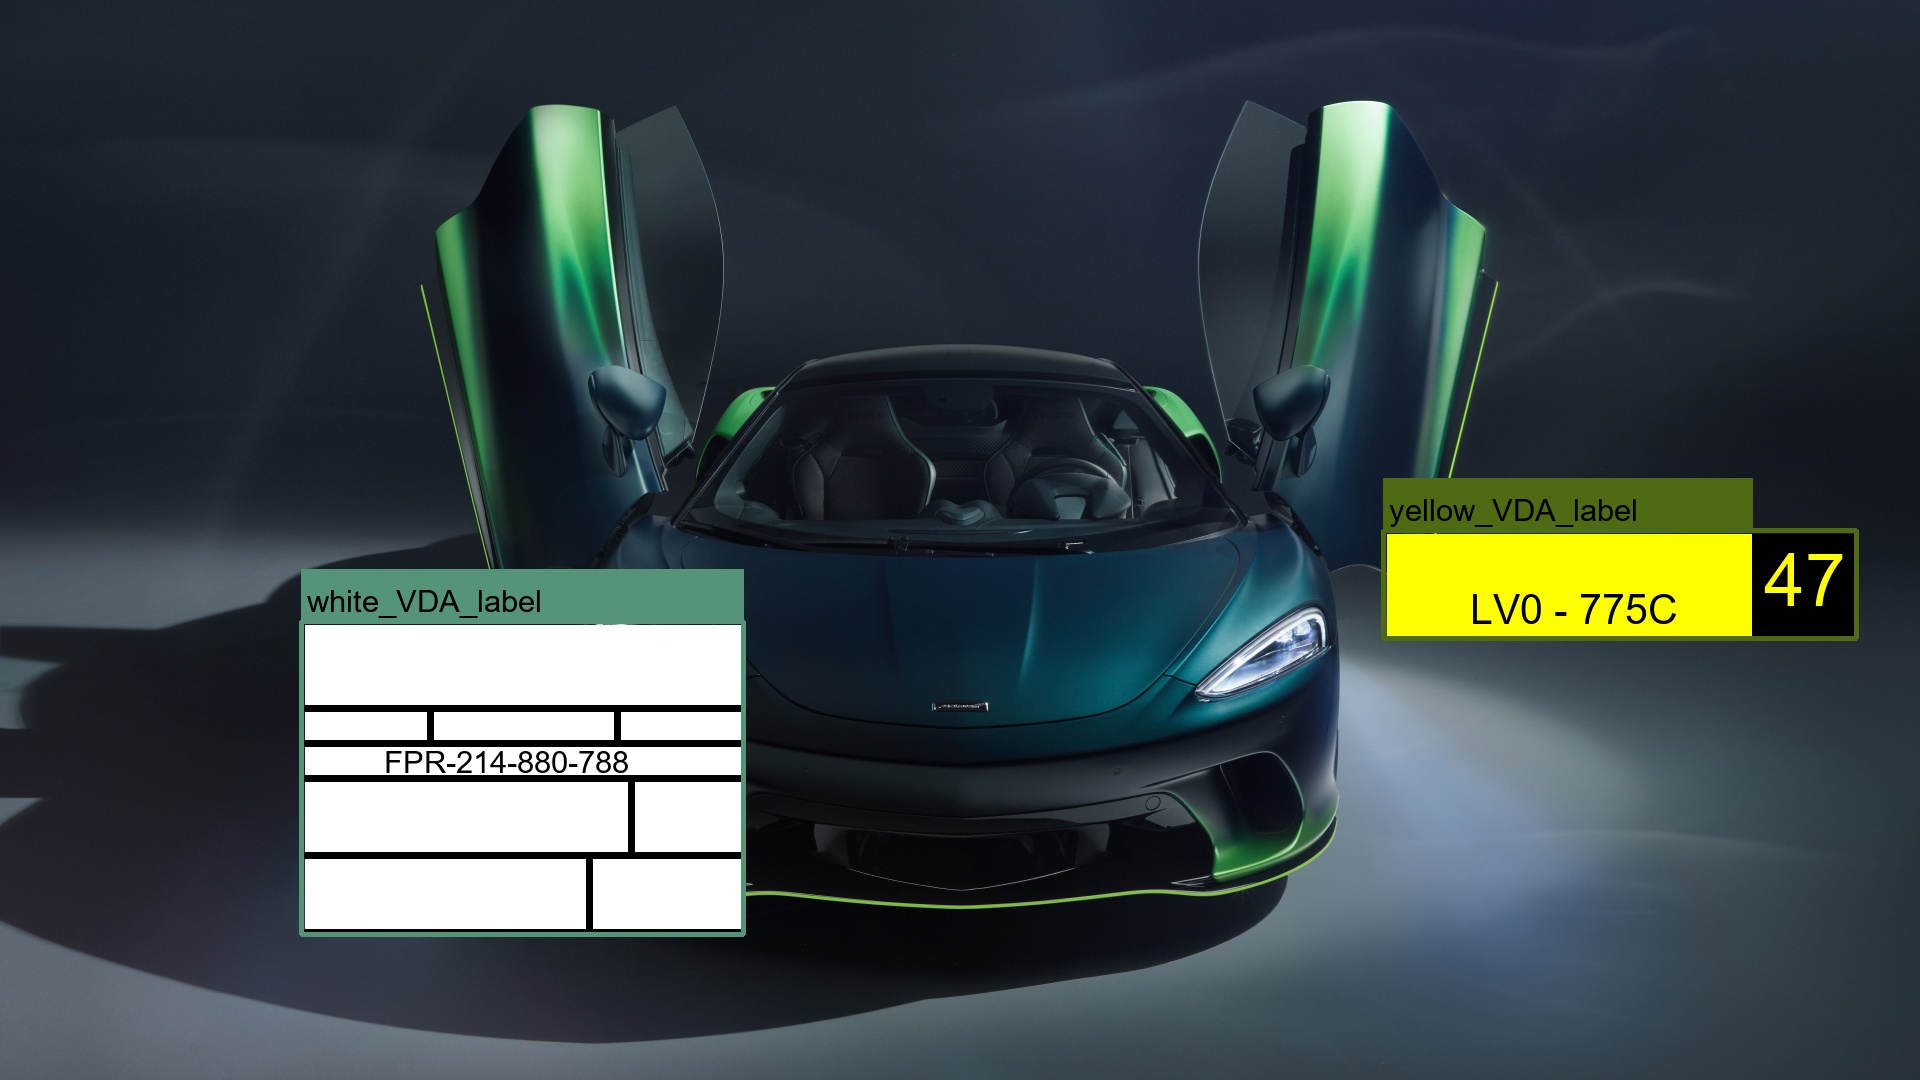 yellow_VDA_label
LV0 - 775C
47
white_VDA_label
FPR-214-880-788